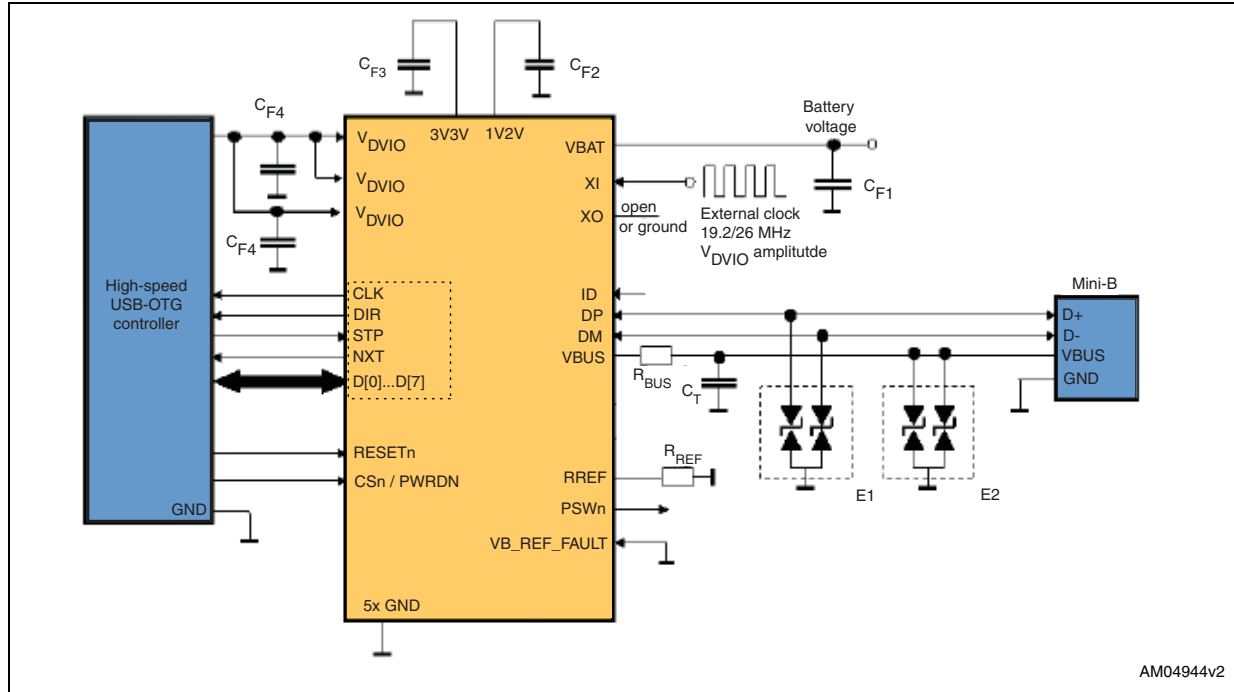 CF3
CF2
CF4
VDVIO
3V3V
1V2V
VBAT
Battery
voltage
VDVIO
XI
CF1
VDVIO
XO
open
or ground
External clock
19.2/26 MHz
VDVIO amplitutde
CF4
High-speed
USB-OTG
controller
CLK
DIR
STP
NXT
D[0]...D[7]
ID
DP
DM
VBUS
RBUS
CT
Mini-B
D+
D-
VBUS
GND
RESETn
CSn / PWRDN
GND
RREF
RREF
PSWn
VB_REF_FAULT
E1
E2
5x GND
AM04944v2